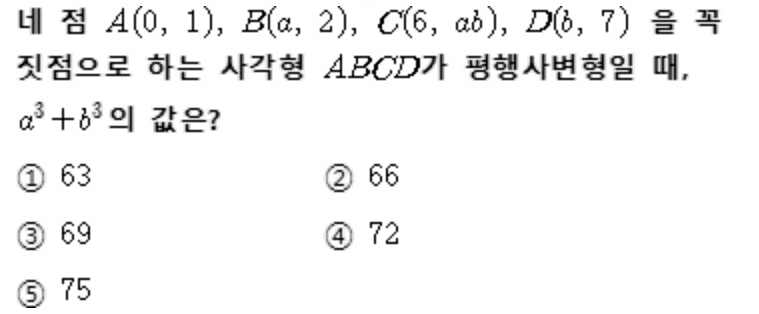 네 점 A(0, 1), B(a, 2), C(6, ab), D(b, 7) 을 꼭
짓점으로 하는 사각형 ABCD가 평행사변형일 때,
a³+b³의 값은?
① 63 ② 66
③ 69 ④ 72
⑤ 75